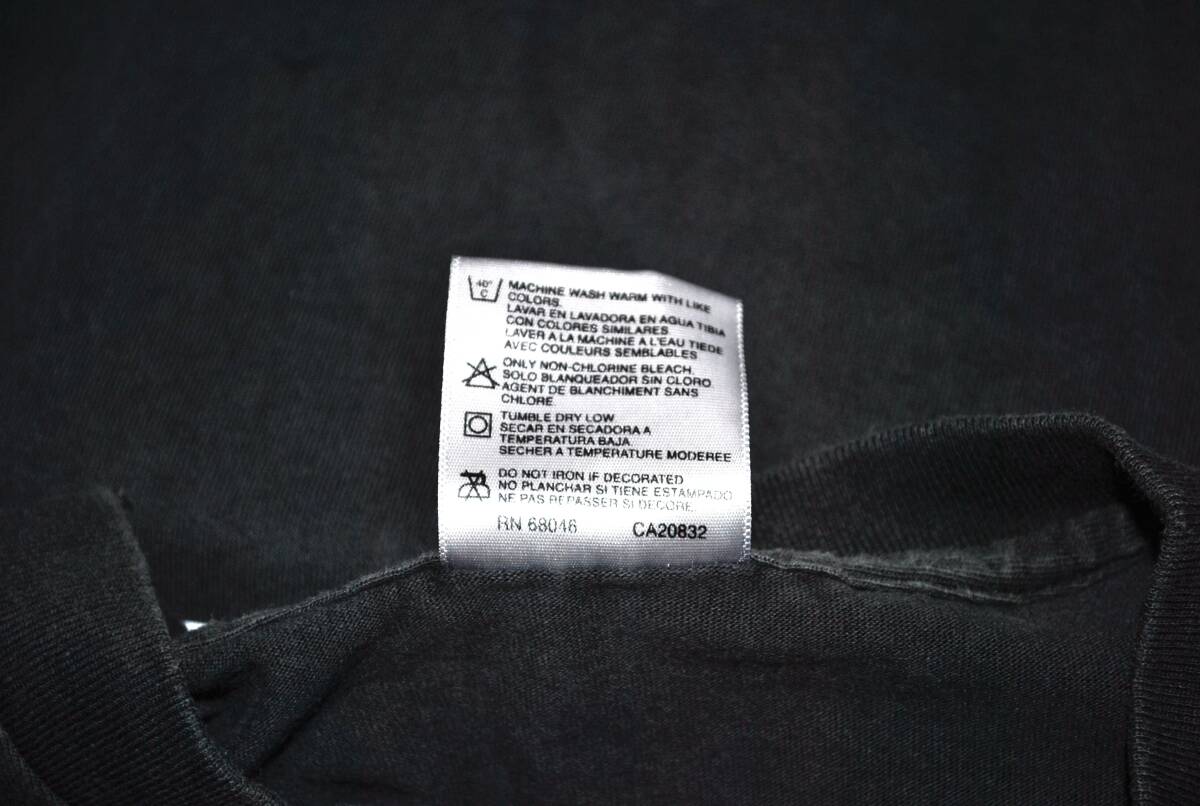 40°
C
MACHINE WASH WARM WITH LIKE
COLORS.
LAVAR EN LAVADORA EN AGUA TIBIA
CON COLORES SIMILARES
LAVER A LA MACHINE A L'EAU TIEDE
AVEC COULEURS SEMBLABLES
ONLY NON-CHLORINE BLEACH.
SOLO BLANQUEADOR SIN CLORO
AGENT DE BLANCHIMENT SANS
CHLORE.
TUMBLE DRY LOW
SECAR EN SECADORA A
TEMPERATURA BAJA.
SECHER A TEMPERATURE MODEREE
DO NOT IRON IF DECORATED
NO PLANCHAR SI TIENE ESTAMPADO
NE PAS REPASSER SI DECORE.
RN 68046 CA20832